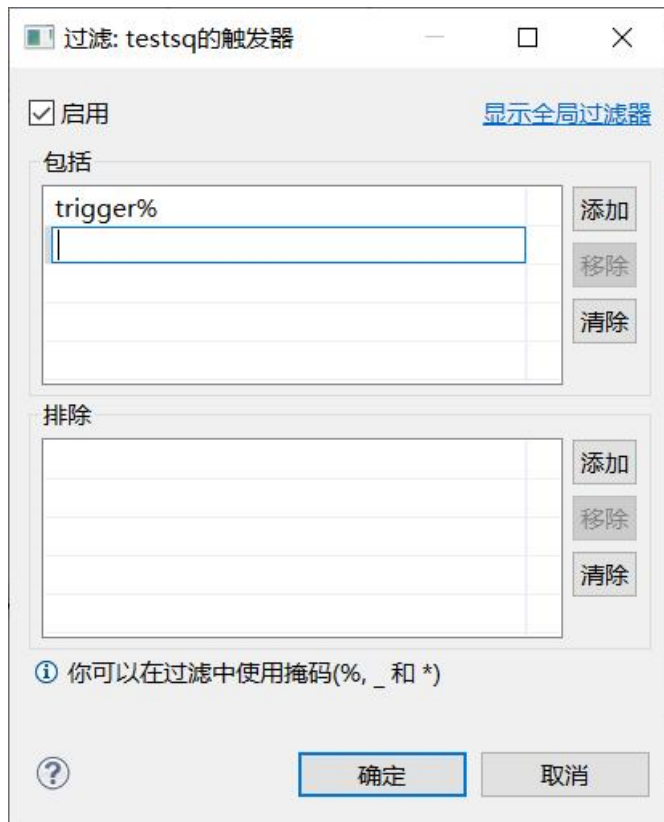 过滤: testsq的触发器
启用 显示全局过滤器
包括
trigger%
添加
移除
清除
排除
添加
移除
清除
你可以在过滤中使用掩码(%, _ 和 *)
确定 取消